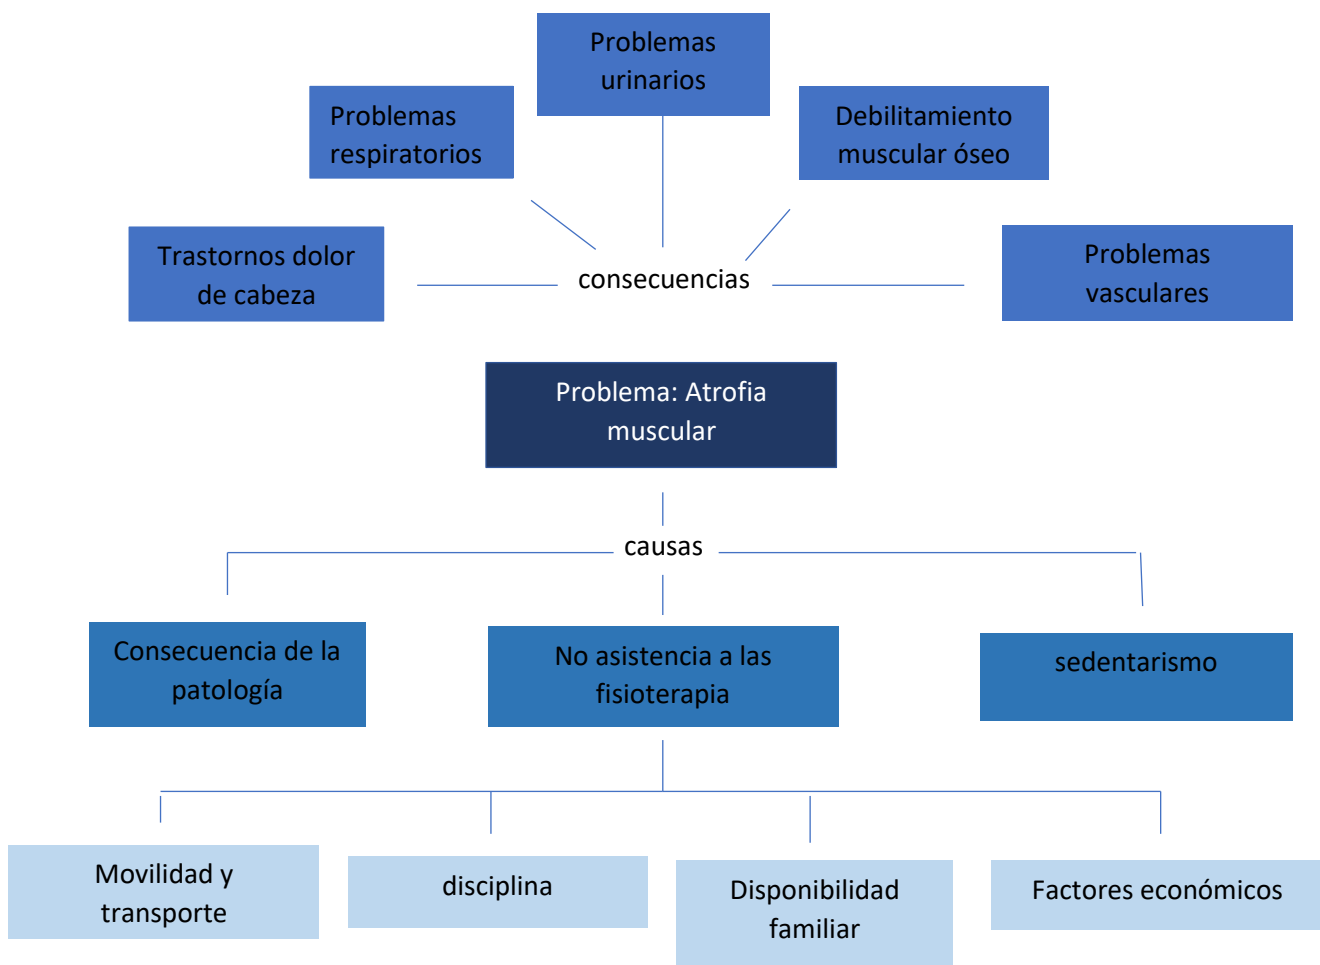 Problemas
urinarios
Problemas
respiratorios
Debilitamiento
muscular óseo
Trastornos dolor
de cabeza
consecuencias
Problemas
vasculares
Problema: Atrofia
muscular
causas
Consecuencia de la
patología
No asistencia a las
fisioterapia
sedentarismo
Movilidad y
transporte
disciplina
Disponibilidad
familiar
Factores económicos